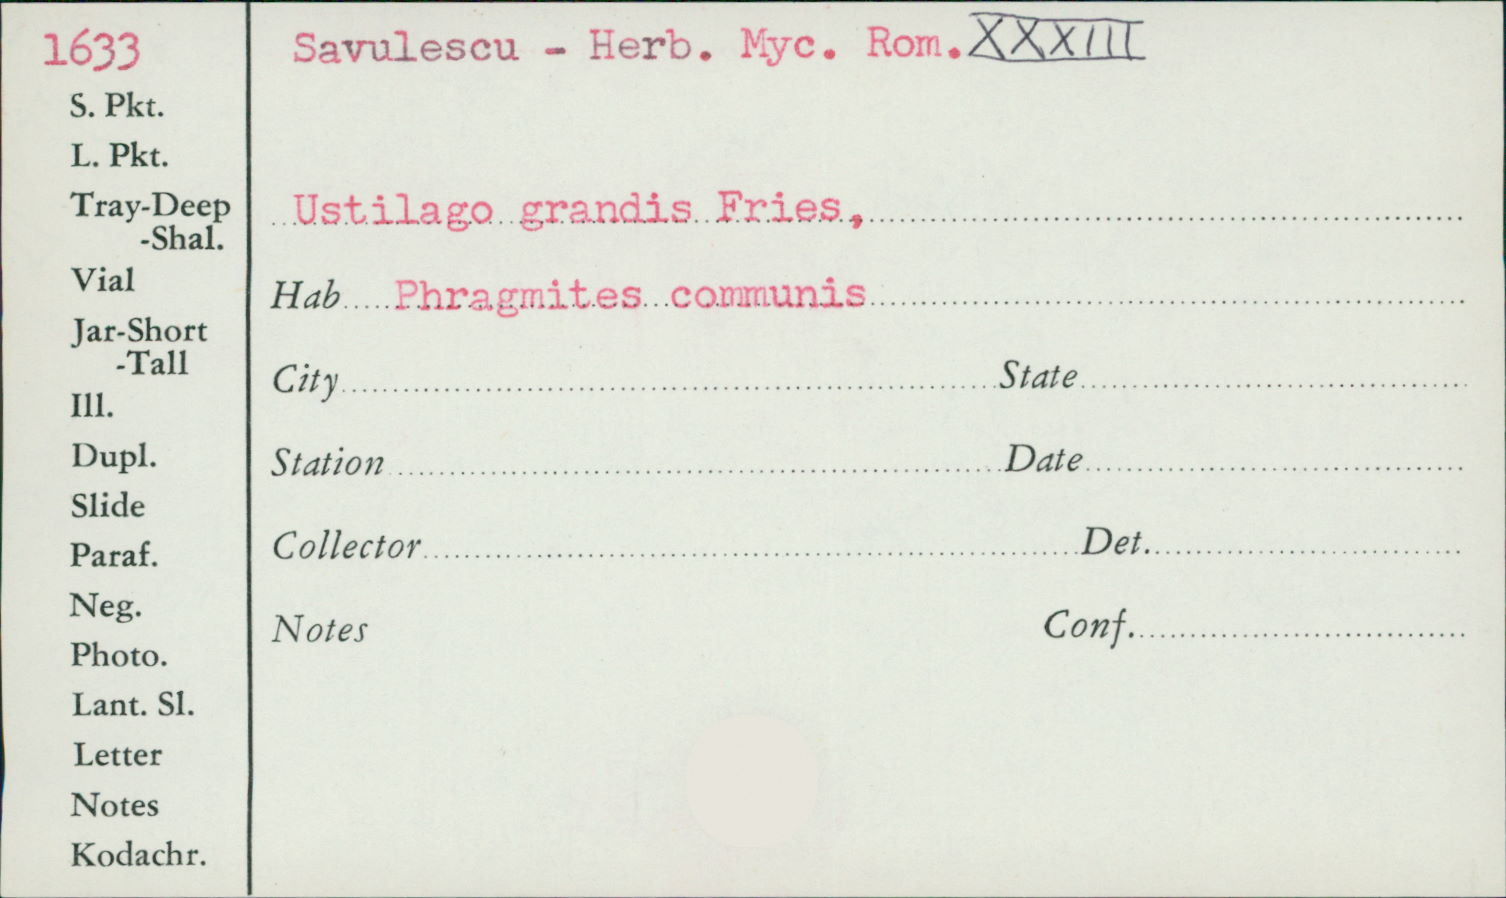 1633
Savulescu - Herb. Myc. Rom. XXXIII
S. Pkt.
L. Pkt.
Tray-Deep
-Shal.
Ustilago grandis Fries,
Vial
Hab Phragmites communis
Jar-Short
-Tall
City State
Ill.
Dupl.
Station Date
Slide
Collector Det.
Paraf.
Neg.
Notes Conf.
Photo.
Lant. Sl.
Letter
Notes
Kodachr.